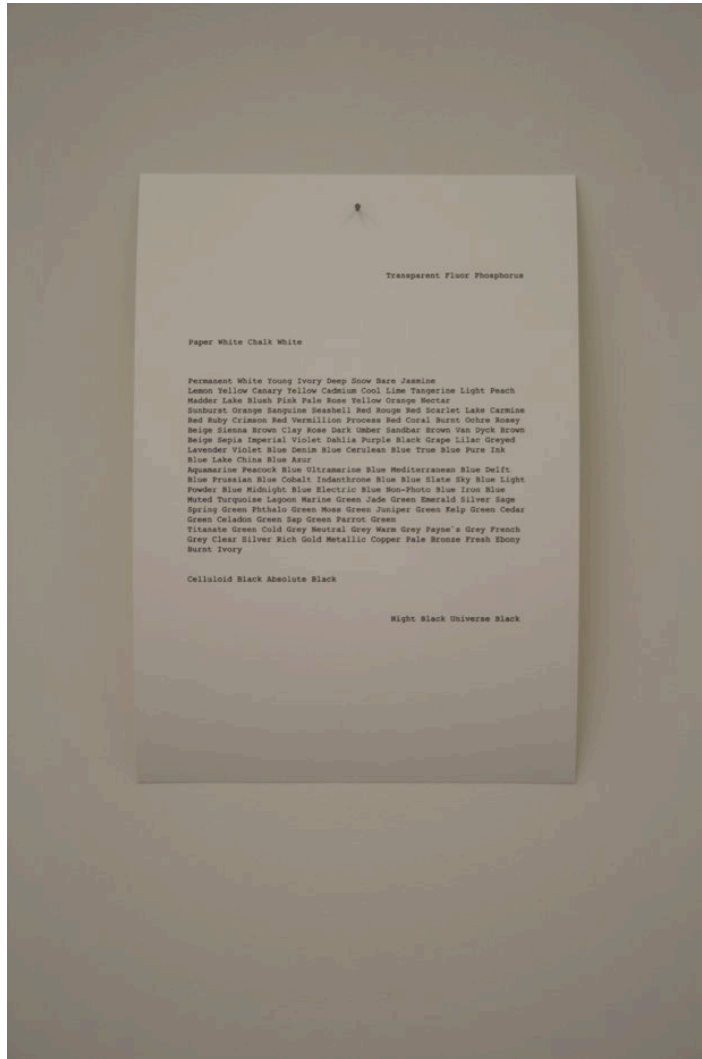 Transparent Fluor Phosphorus
Paper White Chalk White
Permanent White Young Ivory Deep Snow Bare Jasmine
Lemon Yellow Canary Yellow Cadmium Cool Lime Tangerine Light Peach
Madder Lake Blush Pink Pale Rose Yellow Orange Nectar
Sunburst Orange Sanguine Seashell Red Rouge Red Scarlet Lake Carmine
Red Ruby Crimson Red Vermillion Process Red Coral Burnt Ochre Rosey
Beige Sienna Brown Clay Rose Dark Umber Sandbar Brown Van Dyck Brown
Beige Sepia Imperial Violet Dahlia Purple Black Grape Lilac Greyed
Lavender Violet Blue Denim Blue Cerulean Blue True Blue Pure Ink
Blue Lake China Blue Azur
Aquamarine Peacock Blue Ultramarine Blue Mediterranean Blue Delft
Blue Prussian Blue Cobalt Indanthrone Blue Blue Slate Sky Blue Light
Powder Blue Midnight Blue Electric Blue Non-Photo Blue Iron Blue
Muted Turquoise Lagoon Marine Green Jade Green Emerald Silver Sage
Spring Green Phthalo Green Moss Green Juniper Green Kelp Green Cedar
Green Celadon Green Sap Green Parrot Green
Titanate Green Cold Grey Neutral Grey Warm Grey Payne's Grey French
Grey Clear Silver Rich Gold Metallic Copper Pale Bronze Fresh Ebony
Burnt Ivory
Celluloid Black Absolute Black
Night Black Universe Black